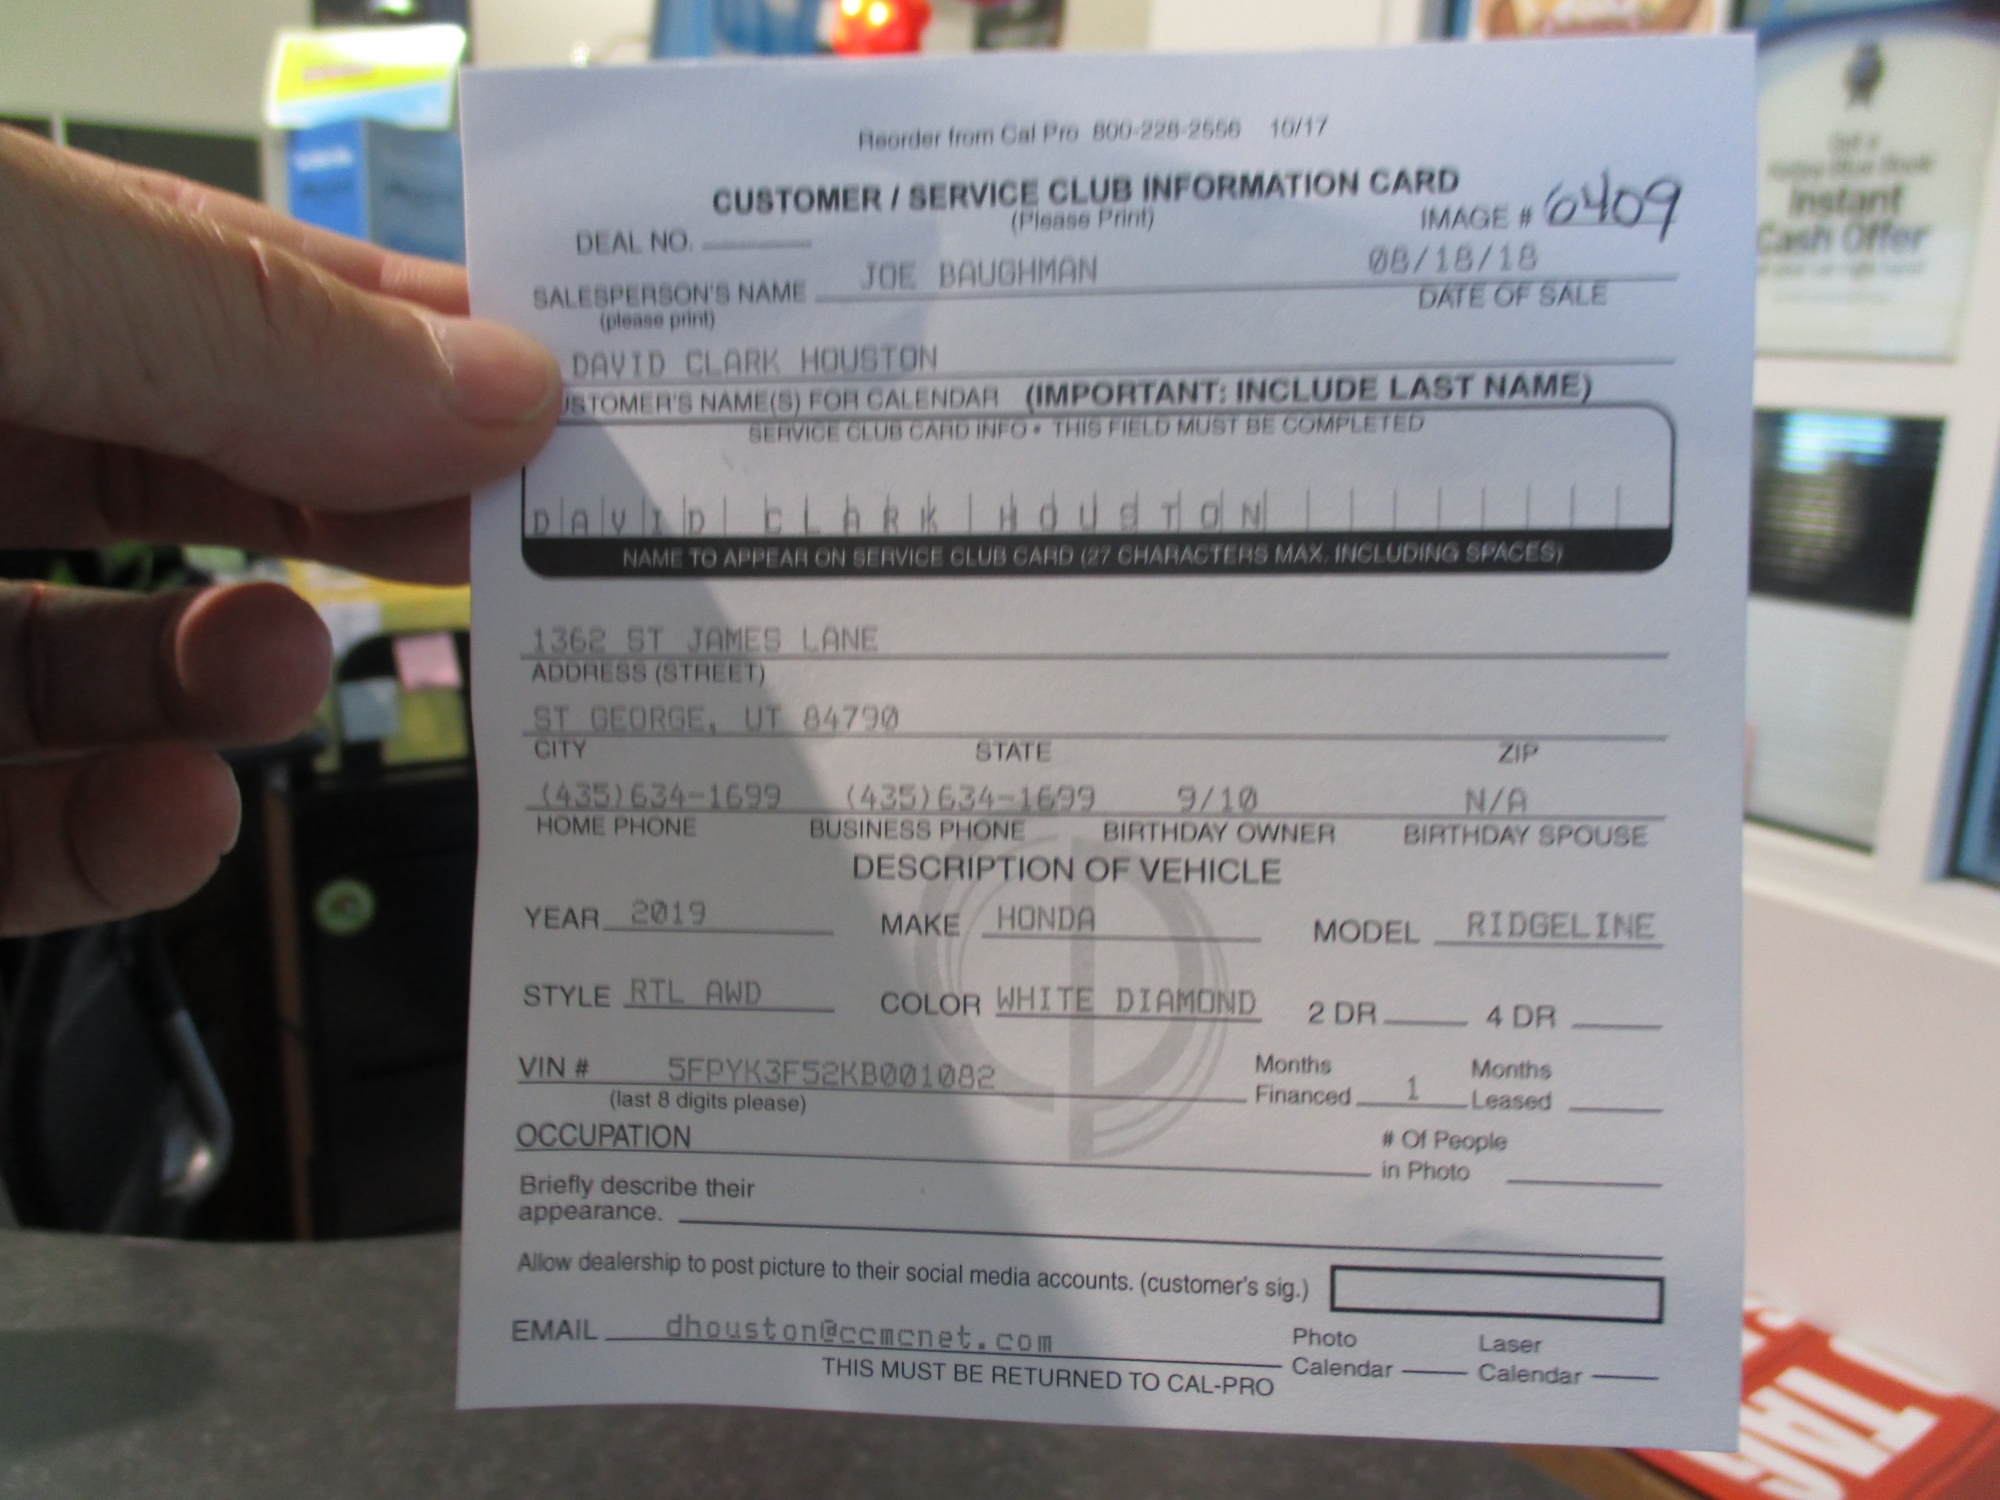 Reorder from Cal Pro 800-228-2556 10/17
CUSTOMER / SERVICE CLUB INFORMATION CARD
(Please Print)
IMAGE # 6409
DEAL NO.
JOE BAUGHMAN 08/18/18
SALESPERSON'S NAME DATE OF SALE
(please print)
DAVID CLARK HOUSTON
USTOMER'S NAME(S) FOR CALENDAR (IMPORTANT: INCLUDE LAST NAME)
SERVICE CLUB CARD INFO • THIS FIELD MUST BE COMPLETED
DAVID CLARK HOUSTON
NAME TO APPEAR ON SERVICE CLUB CARD (27 CHARACTERS MAX. INCLUDING SPACES)
1362 ST JAMES LANE
ADDRESS (STREET)
ST GEORGE, UT 84790
CITY STATE ZIP
(435)634-1699 (435)634-1699 9/10 N/A
HOME PHONE BUSINESS PHONE BIRTHDAY OWNER BIRTHDAY SPOUSE
DESCRIPTION OF VEHICLE
YEAR 2019 MAKE HONDA MODEL RIDGELINE
STYLE RTL AWD COLOR WHITE DIAMOND 2 DR 4 DR
VIN # 5FPYK3F52KB001082 Months Financed 1 Months Leased
(last 8 digits please)
OCCUPATION # Of People in Photo
Briefly describe their
appearance.
Allow dealership to post picture to their social media accounts. (customer's sig.)
EMAIL dhouston@ccmcnet.com Photo Calendar Laser Calendar
THIS MUST BE RETURNED TO CAL-PRO
Instant
Cash Offer